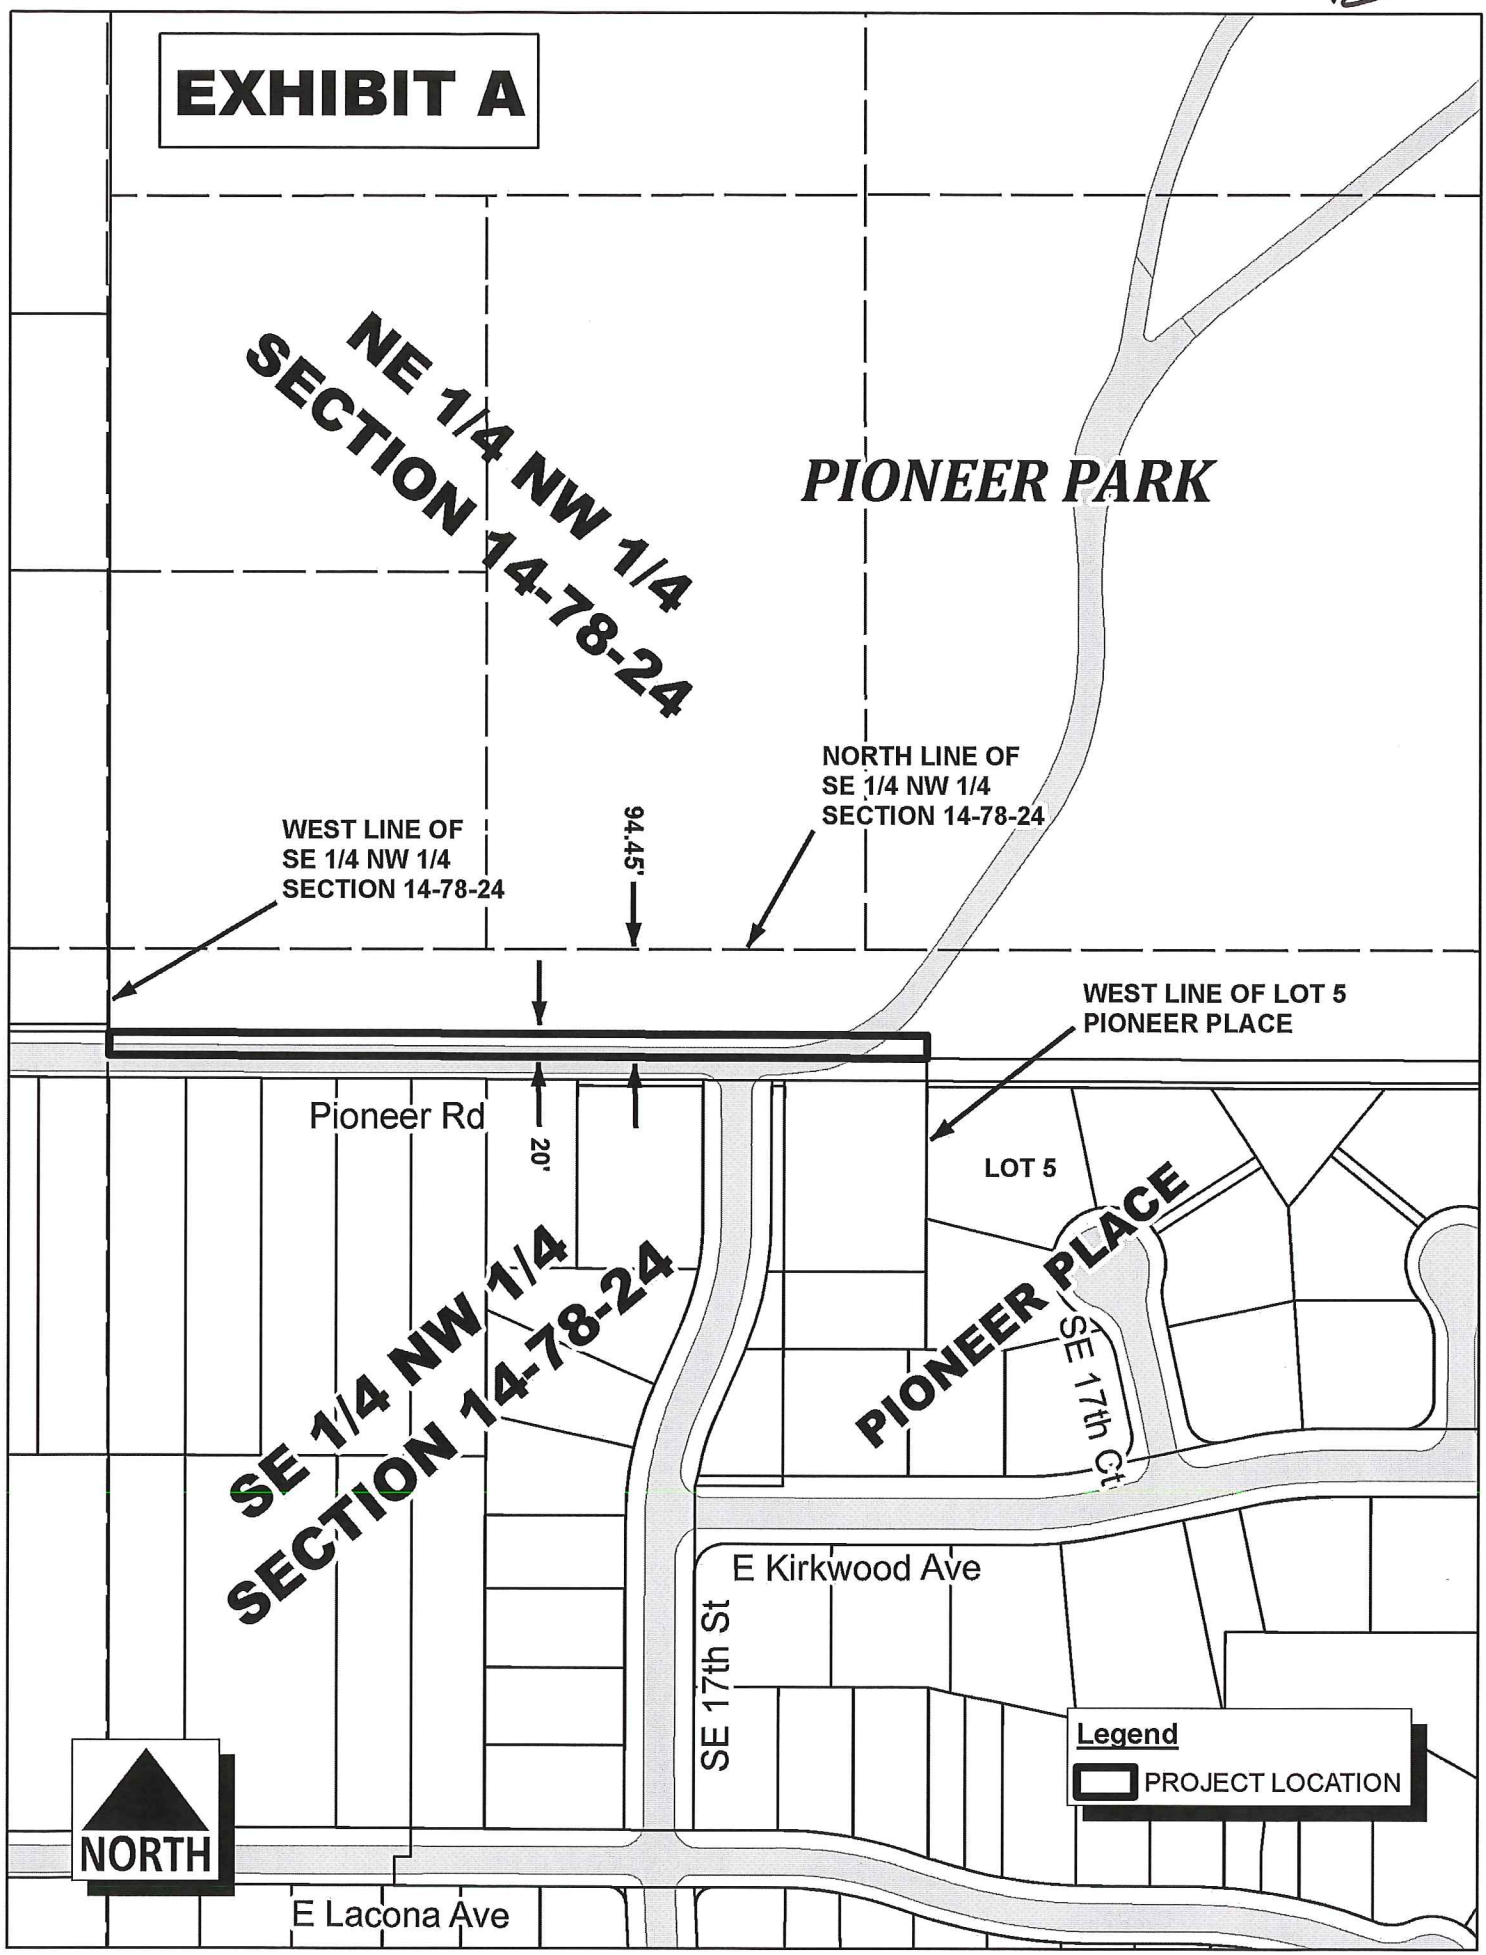 EXHIBIT A
NE 1/4 NW 1/4
SECTION 14-78-24
PIONEER PARK
NORTH LINE OF
SE 1/4 NW 1/4
SECTION 14-78-24
WEST LINE OF
SE 1/4 NW 1/4
SECTION 14-78-24
94.45'
WEST LINE OF LOT 5
PIONEER PLACE
Pioneer Rd
20'
LOT 5
PIONEER PLACE
SE 1/4 NW 1/4
SECTION 14-78-24
SE 17th Ct
E Kirkwood Ave
SE 17th St
Legend
PROJECT LOCATION
NORTH
E Lacona Ave